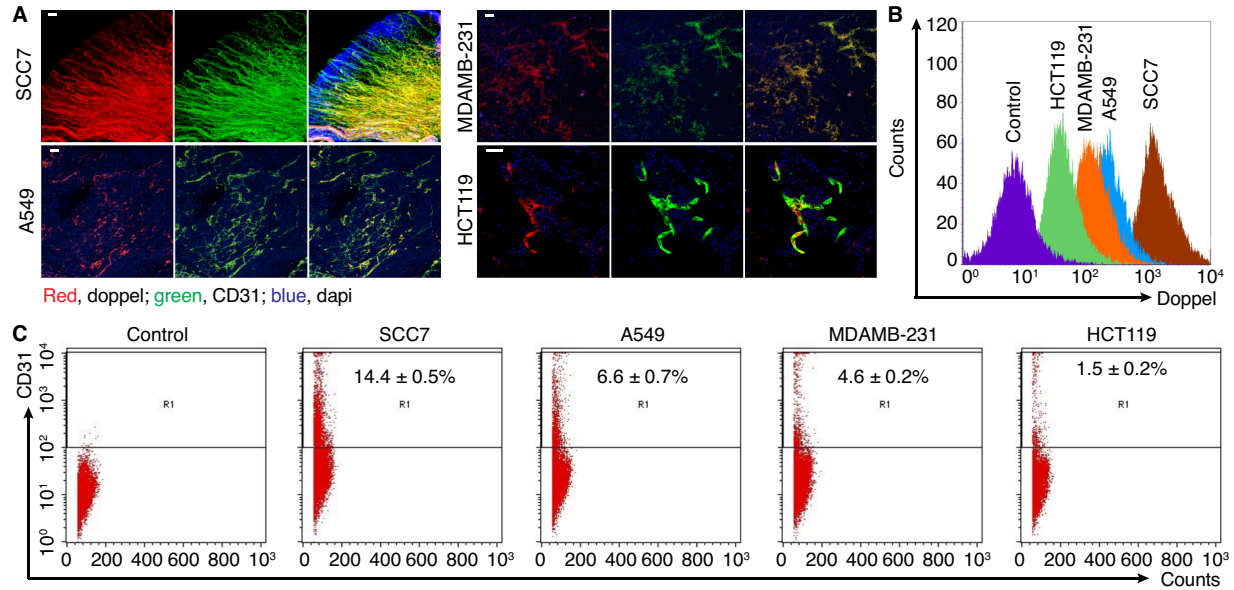 A
SCC7
A549
MDAMB-231
HCT119
Red, doppel; green, CD31; blue, dapi
B
120
100
80
60
40
20
0
Counts
Control
HCT119
MDAMB-231
A549
SCC7
10⁰ 10¹ 10² 10³ 10⁴
Doppel
C
Control
SCC7
A549
MDAMB-231
HCT119
CD31
10⁴
10³
10²
10¹
10⁰
R1
14.4 ± 0.5%
R1
6.6 ± 0.7%
R1
4.6 ± 0.2%
R1
1.5 ± 0.2%
R1
0 200 400 600 800 10³
0 200 400 600 800 10³
0 200 400 600 800 10³
0 200 400 600 800 10³
0 200 400 600 800 10³
Counts